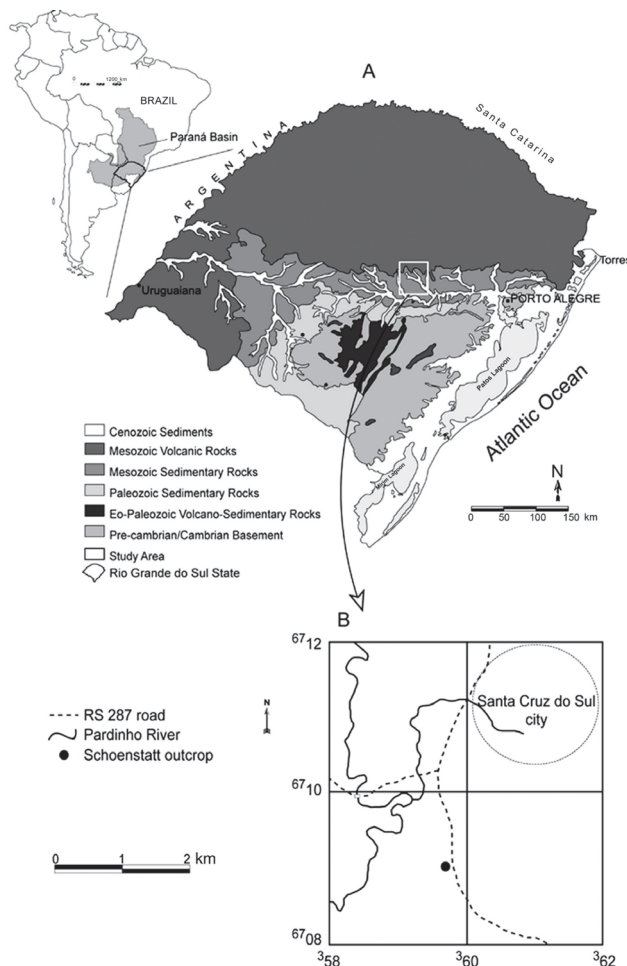 0 1200 km
BRAZIL
Paraná Basin
A
ARGENTINA
Santa Catarina
Torres
Uruguaiana
PORTO ALEGRE
Patos Lagoon
Atlantic Ocean
Mirim Lagoon
Cenozoic Sediments
Mesozoic Volcanic Rocks
Mesozoic Sedimentary Rocks
Paleozoic Sedimentary Rocks
Eo-Paleozoic Volcano-Sedimentary Rocks
Pre-cambrian/Cambrian Basement
Study Area
Rio Grande do Sul State
N
0 50 100 150 km
B
6712
Santa Cruz do Sul
city
N
RS 287 road
Pardinho River
Schoenstatt outcrop
6710
0 1 2 km
6708
358 360 362